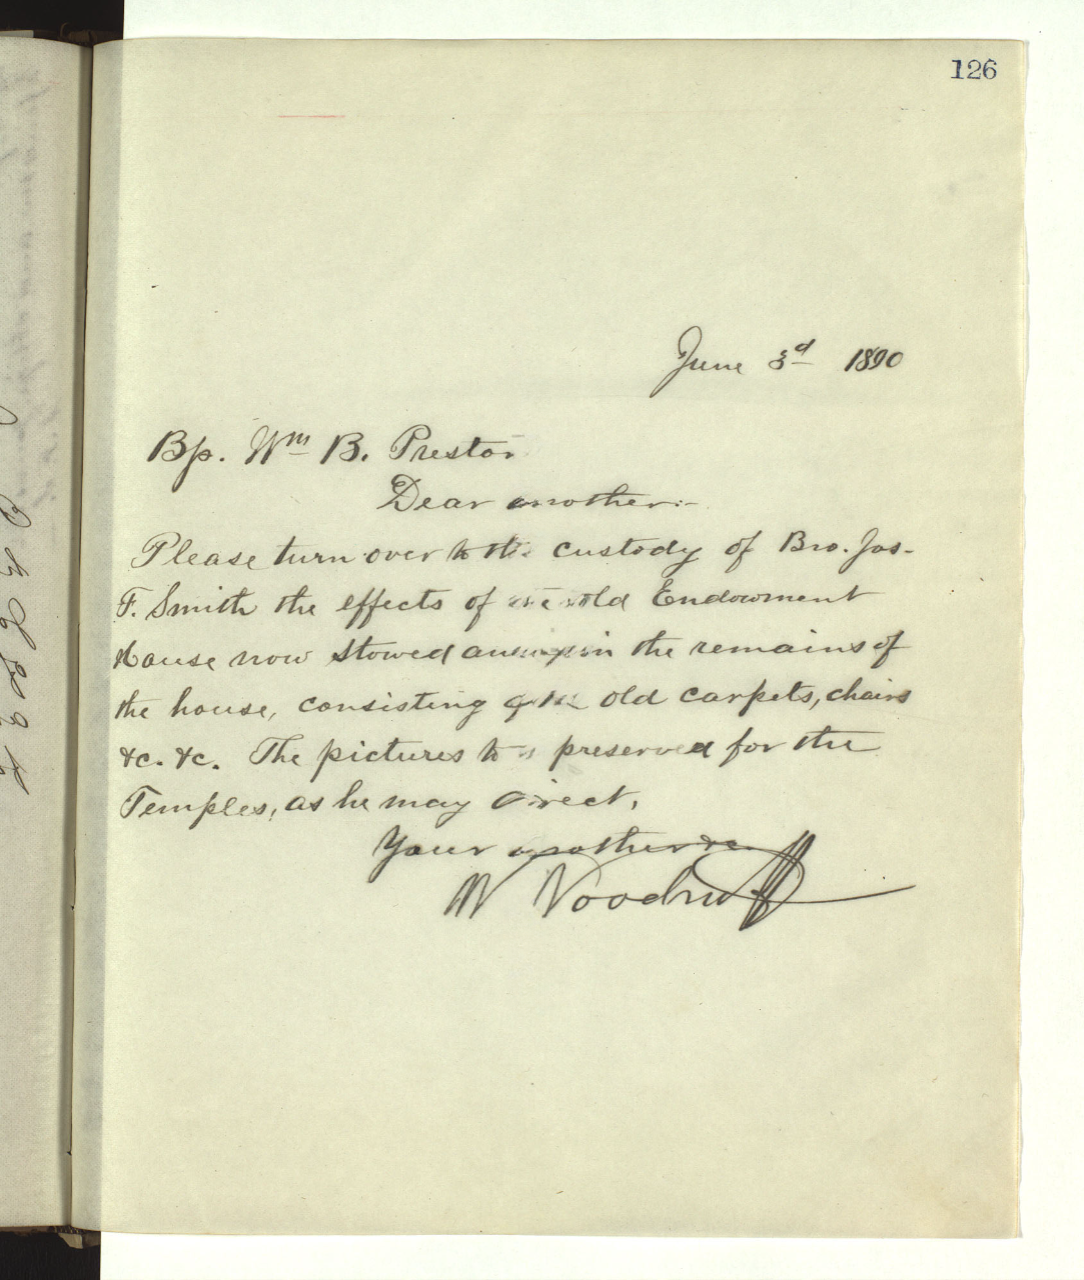 126
June 3d 1890
Bp. Wm B. Preston
Dear Brother:-
Please turn over to the custody of Bro. Jos.
F. Smith the effects of the old Endowment
House now stowed away in the remains of
the house, consisting of the old carpets, chairs
&c. &c. The pictures to be preserved for the
Temples, as he may direct.
Your Brother &c
W Woodruff